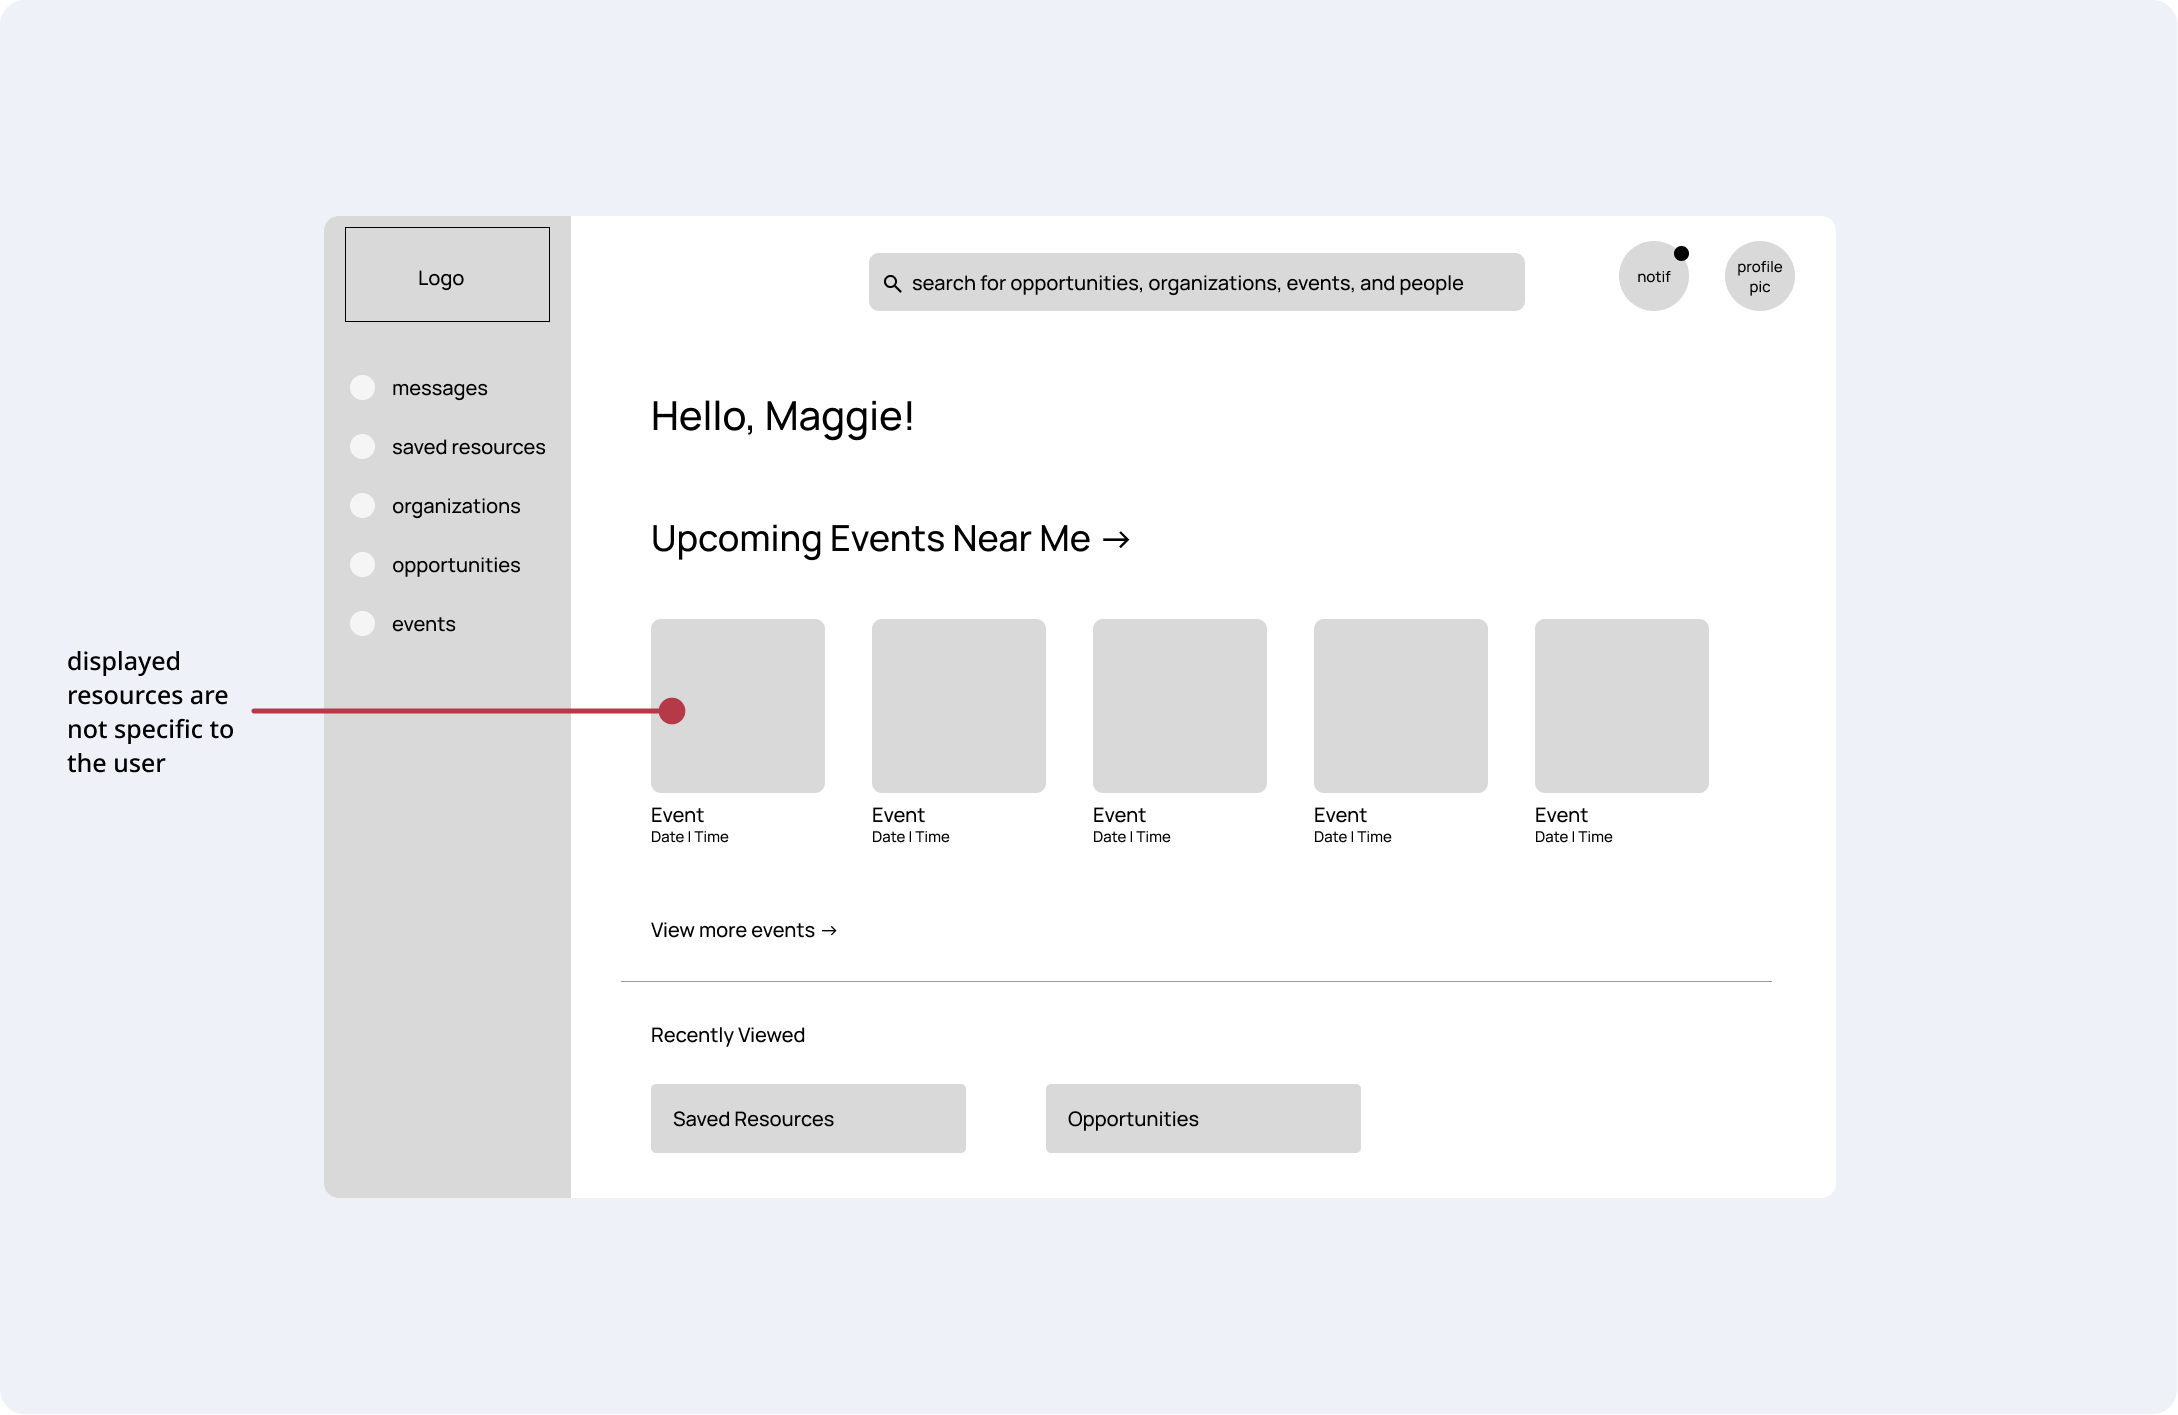 Logo
search for opportunities, organizations, events, and people
notif
profile
pic
messages
saved resources
organizations
opportunities
events
displayed
resources are
not specific to
the user
Hello, Maggie!
Upcoming Events Near Me →
Event
Date | Time
Event
Date | Time
Event
Date | Time
Event
Date | Time
Event
Date | Time
View more events →
Recently Viewed
Saved Resources
Opportunities